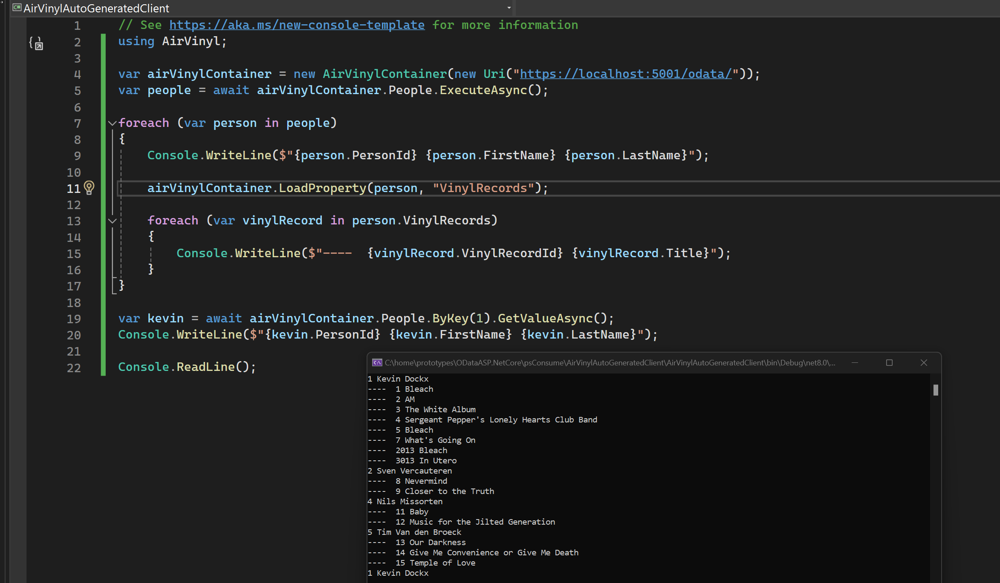 AirVinylAutoGeneratedClient
1 // See https://aka.ms/new-console-template for more information
2 using AirVinyl;
3
4 var airVinylContainer = new AirVinylContainer(new Uri("https://localhost:5001/odata/"));
5 var people = await airVinylContainer.People.ExecuteAsync();
6
7 foreach (var person in people)
8 {
9     Console.WriteLine($"{person.PersonId} {person.FirstName} {person.LastName}");
10
11     airVinylContainer.LoadProperty(person, "VinylRecords");
12
13     foreach (var vinylRecord in person.VinylRecords)
14     {
15         Console.WriteLine($"----  {vinylRecord.VinylRecordId} {vinylRecord.Title}");
16     }
17 }
18
19 var kevin = await airVinylContainer.People.ByKey(1).GetValueAsync();
20 Console.WriteLine($"{kevin.PersonId} {kevin.FirstName} {kevin.LastName}");
21
22 Console.ReadLine();
C:\home\prototypes\ODataASP.NetCore\psConsume\AirVinylAutoGeneratedClient\AirVinylAutoGeneratedClient\bin\Debug\net8.0\...
1 Kevin Dockx
----  1 Bleach
----  2 AM
----  3 The White Album
----  4 Sergeant Pepper's Lonely Hearts Club Band
----  5 Bleach
----  7 What's Going On
----  2013 Bleach
----  3013 In Utero
2 Sven Vercauteren
----  8 Nevermind
----  9 Closer to the Truth
4 Nils Missorten
----  11 Baby
----  12 Music for the Jilted Generation
5 Tim Van den Broeck
----  13 Our Darkness
----  14 Give Me Convenience or Give Me Death
----  15 Temple of Love
1 Kevin Dockx